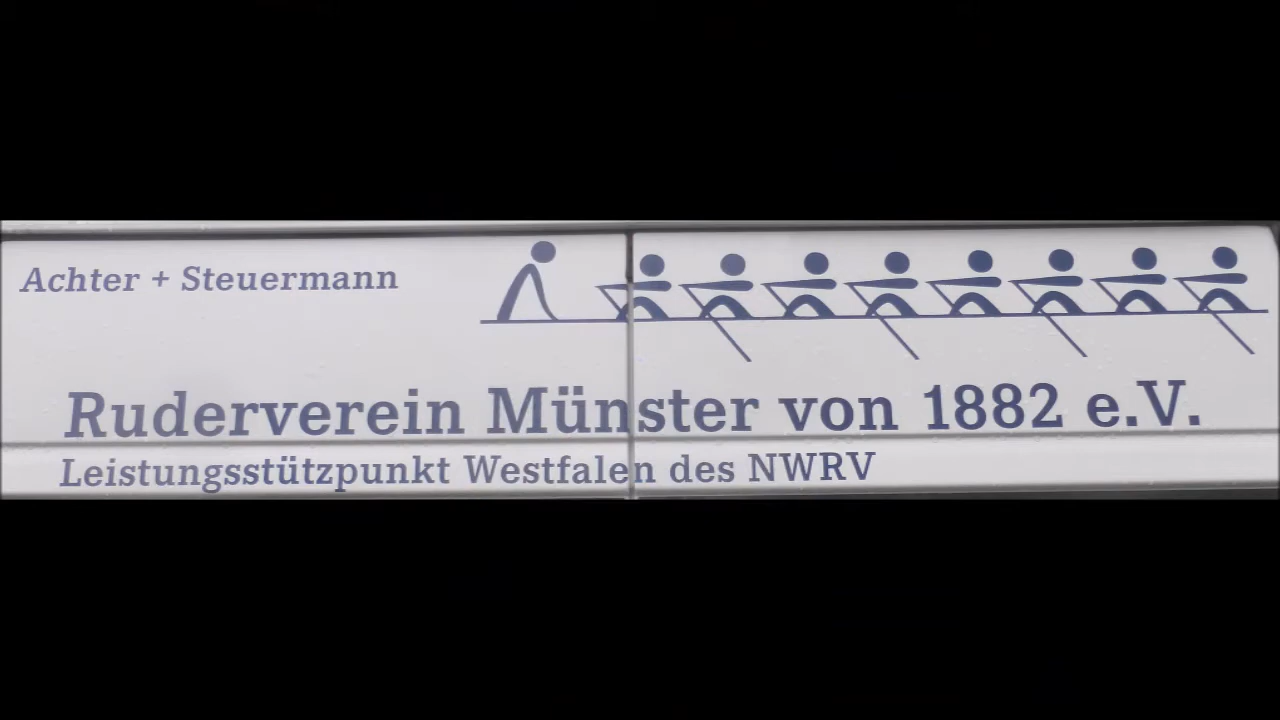 Achter + Steuermann
Ruderverein Münster von 1882 e.V.
Leistungsstützpunkt Westfalen des NWRV